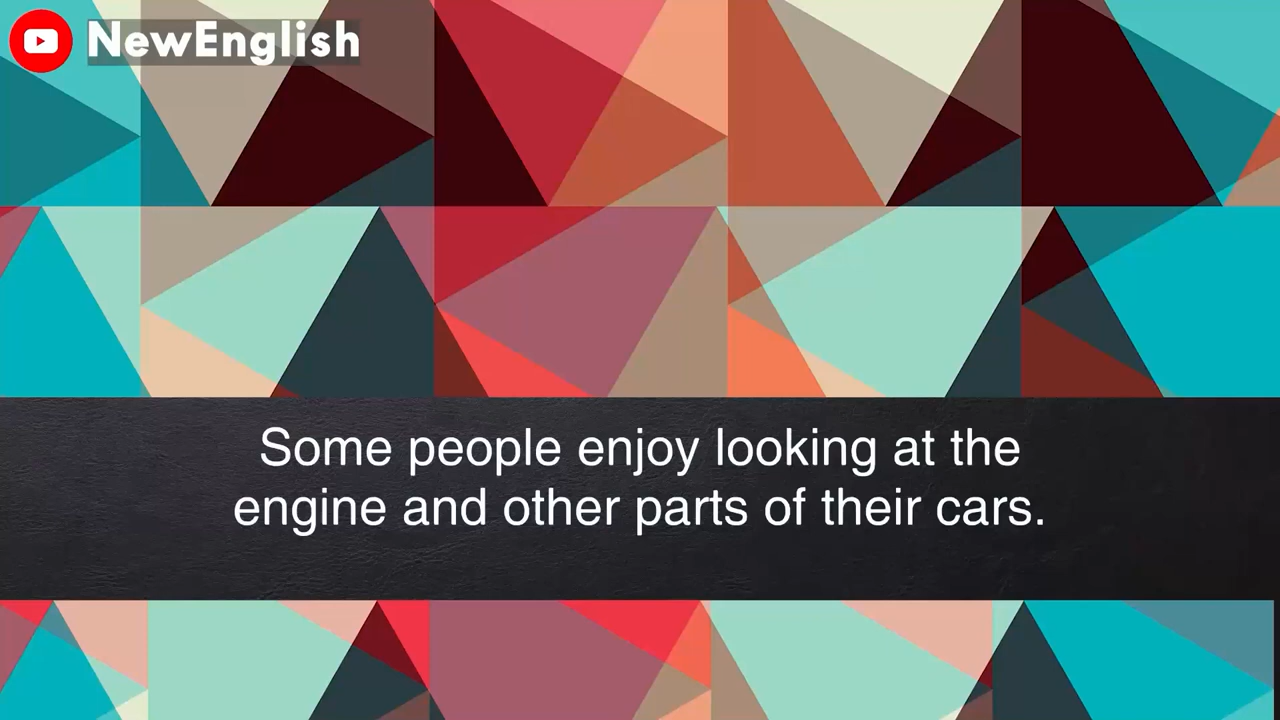 NewEnglish
Some people enjoy looking at the
engine and other parts of their cars.